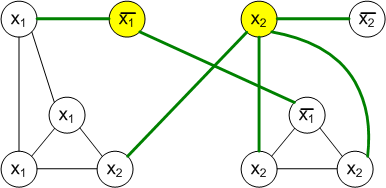 x₁ x̅₁ x₂ x̅₂
x₁ x̅₁
x₁ x₂ x₂ x₂